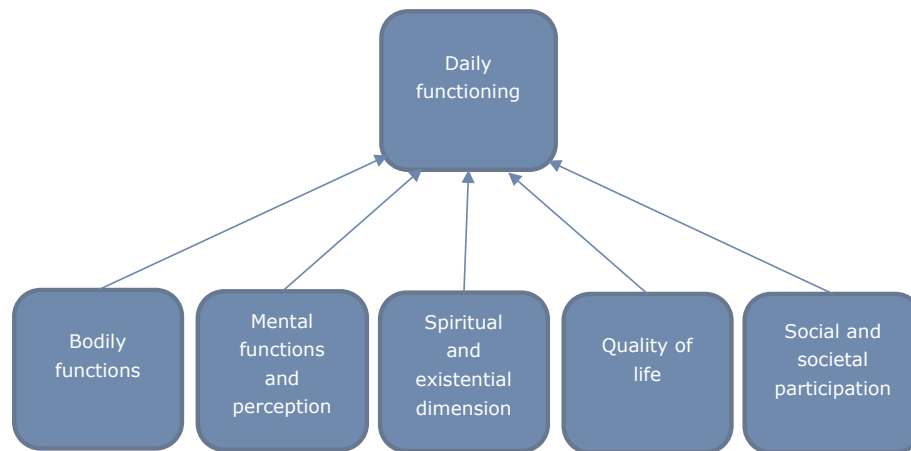 Daily
functioning
Bodily
functions
Mental
functions
and
perception
Spiritual
and
existential
dimension
Quality of
life
Social and
societal
participation